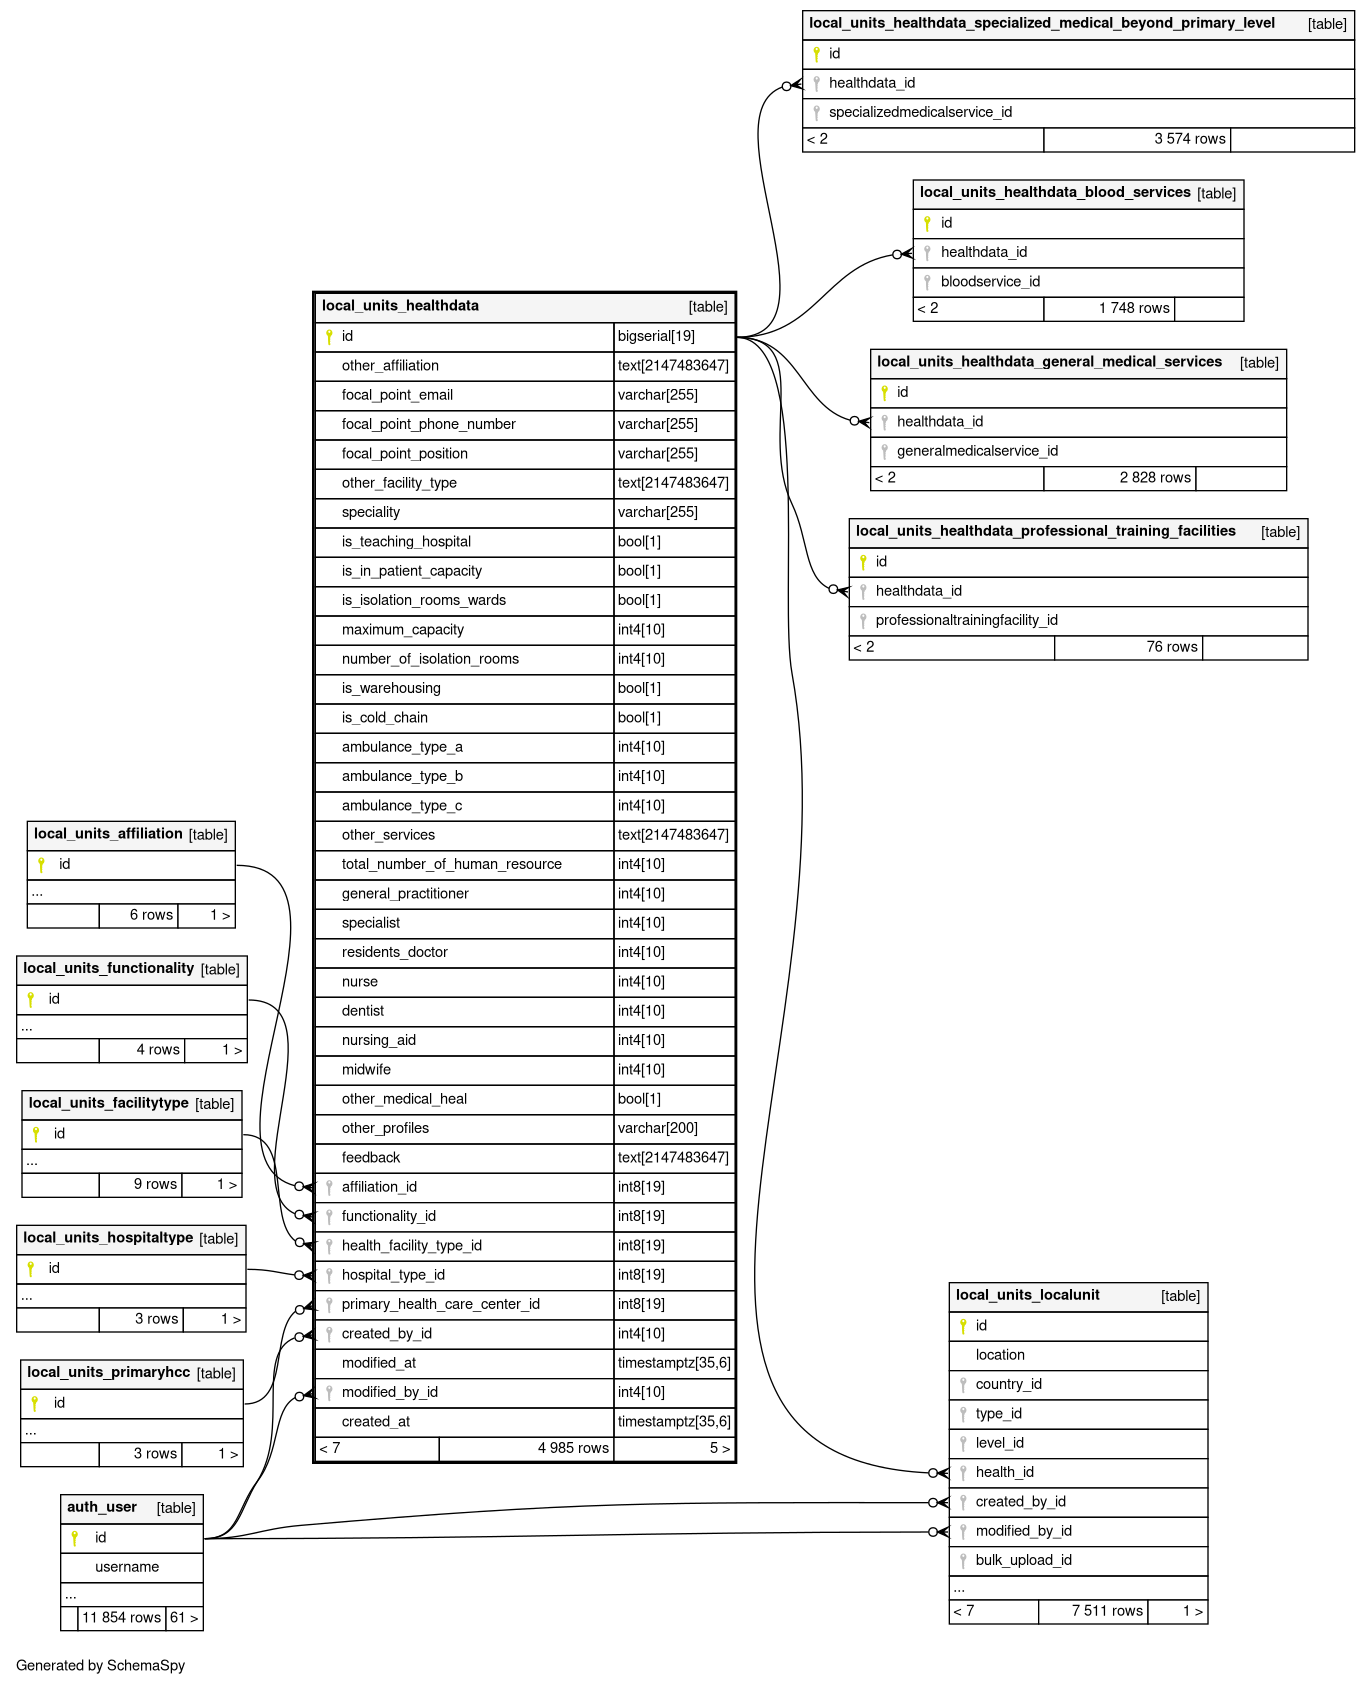 local_units_healthdata_specialized_medical_beyond_primary_level [table]
id
healthdata_id
specializedmedicalservice_id
< 2 3 574 rows
local_units_healthdata_blood_services [table]
id
healthdata_id
bloodservice_id
< 2 1 748 rows
local_units_healthdata_general_medical_services [table]
id
healthdata_id
generalmedicalservice_id
< 2 2 828 rows
local_units_healthdata_professional_training_facilities [table]
id
healthdata_id
professionaltrainingfacility_id
< 2 76 rows
local_units_healthdata [table]
id bigserial[19]
other_affiliation text[2147483647]
focal_point_email varchar[255]
focal_point_phone_number varchar[255]
focal_point_position varchar[255]
other_facility_type text[2147483647]
speciality varchar[255]
is_teaching_hospital bool[1]
is_in_patient_capacity bool[1]
is_isolation_rooms_wards bool[1]
maximum_capacity int4[10]
number_of_isolation_rooms int4[10]
is_warehousing bool[1]
is_cold_chain bool[1]
ambulance_type_a int4[10]
ambulance_type_b int4[10]
ambulance_type_c int4[10]
other_services text[2147483647]
total_number_of_human_resource int4[10]
general_practitioner int4[10]
specialist int4[10]
residents_doctor int4[10]
nurse int4[10]
dentist int4[10]
nursing_aid int4[10]
midwife int4[10]
other_medical_heal bool[1]
other_profiles varchar[200]
feedback text[2147483647]
affiliation_id int8[19]
functionality_id int8[19]
health_facility_type_id int8[19]
hospital_type_id int8[19]
primary_health_care_center_id int8[19]
created_by_id int4[10]
modified_at timestamptz[35,6]
modified_by_id int4[10]
created_at timestamptz[35,6]
< 7 4 985 rows 5 >
local_units_affiliation [table]
id
...
6 rows 1 >
local_units_functionality [table]
id
...
4 rows 1 >
local_units_facilitytype [table]
id
...
9 rows 1 >
local_units_hospitaltype [table]
id
...
3 rows 1 >
local_units_primaryhcc [table]
id
...
3 rows 1 >
auth_user [table]
id
username
...
11 854 rows 61 >
local_units_localunit [table]
id
location
country_id
type_id
level_id
health_id
created_by_id
modified_by_id
bulk_upload_id
...
< 7 7 511 rows 1 >
Generated by SchemaSpy